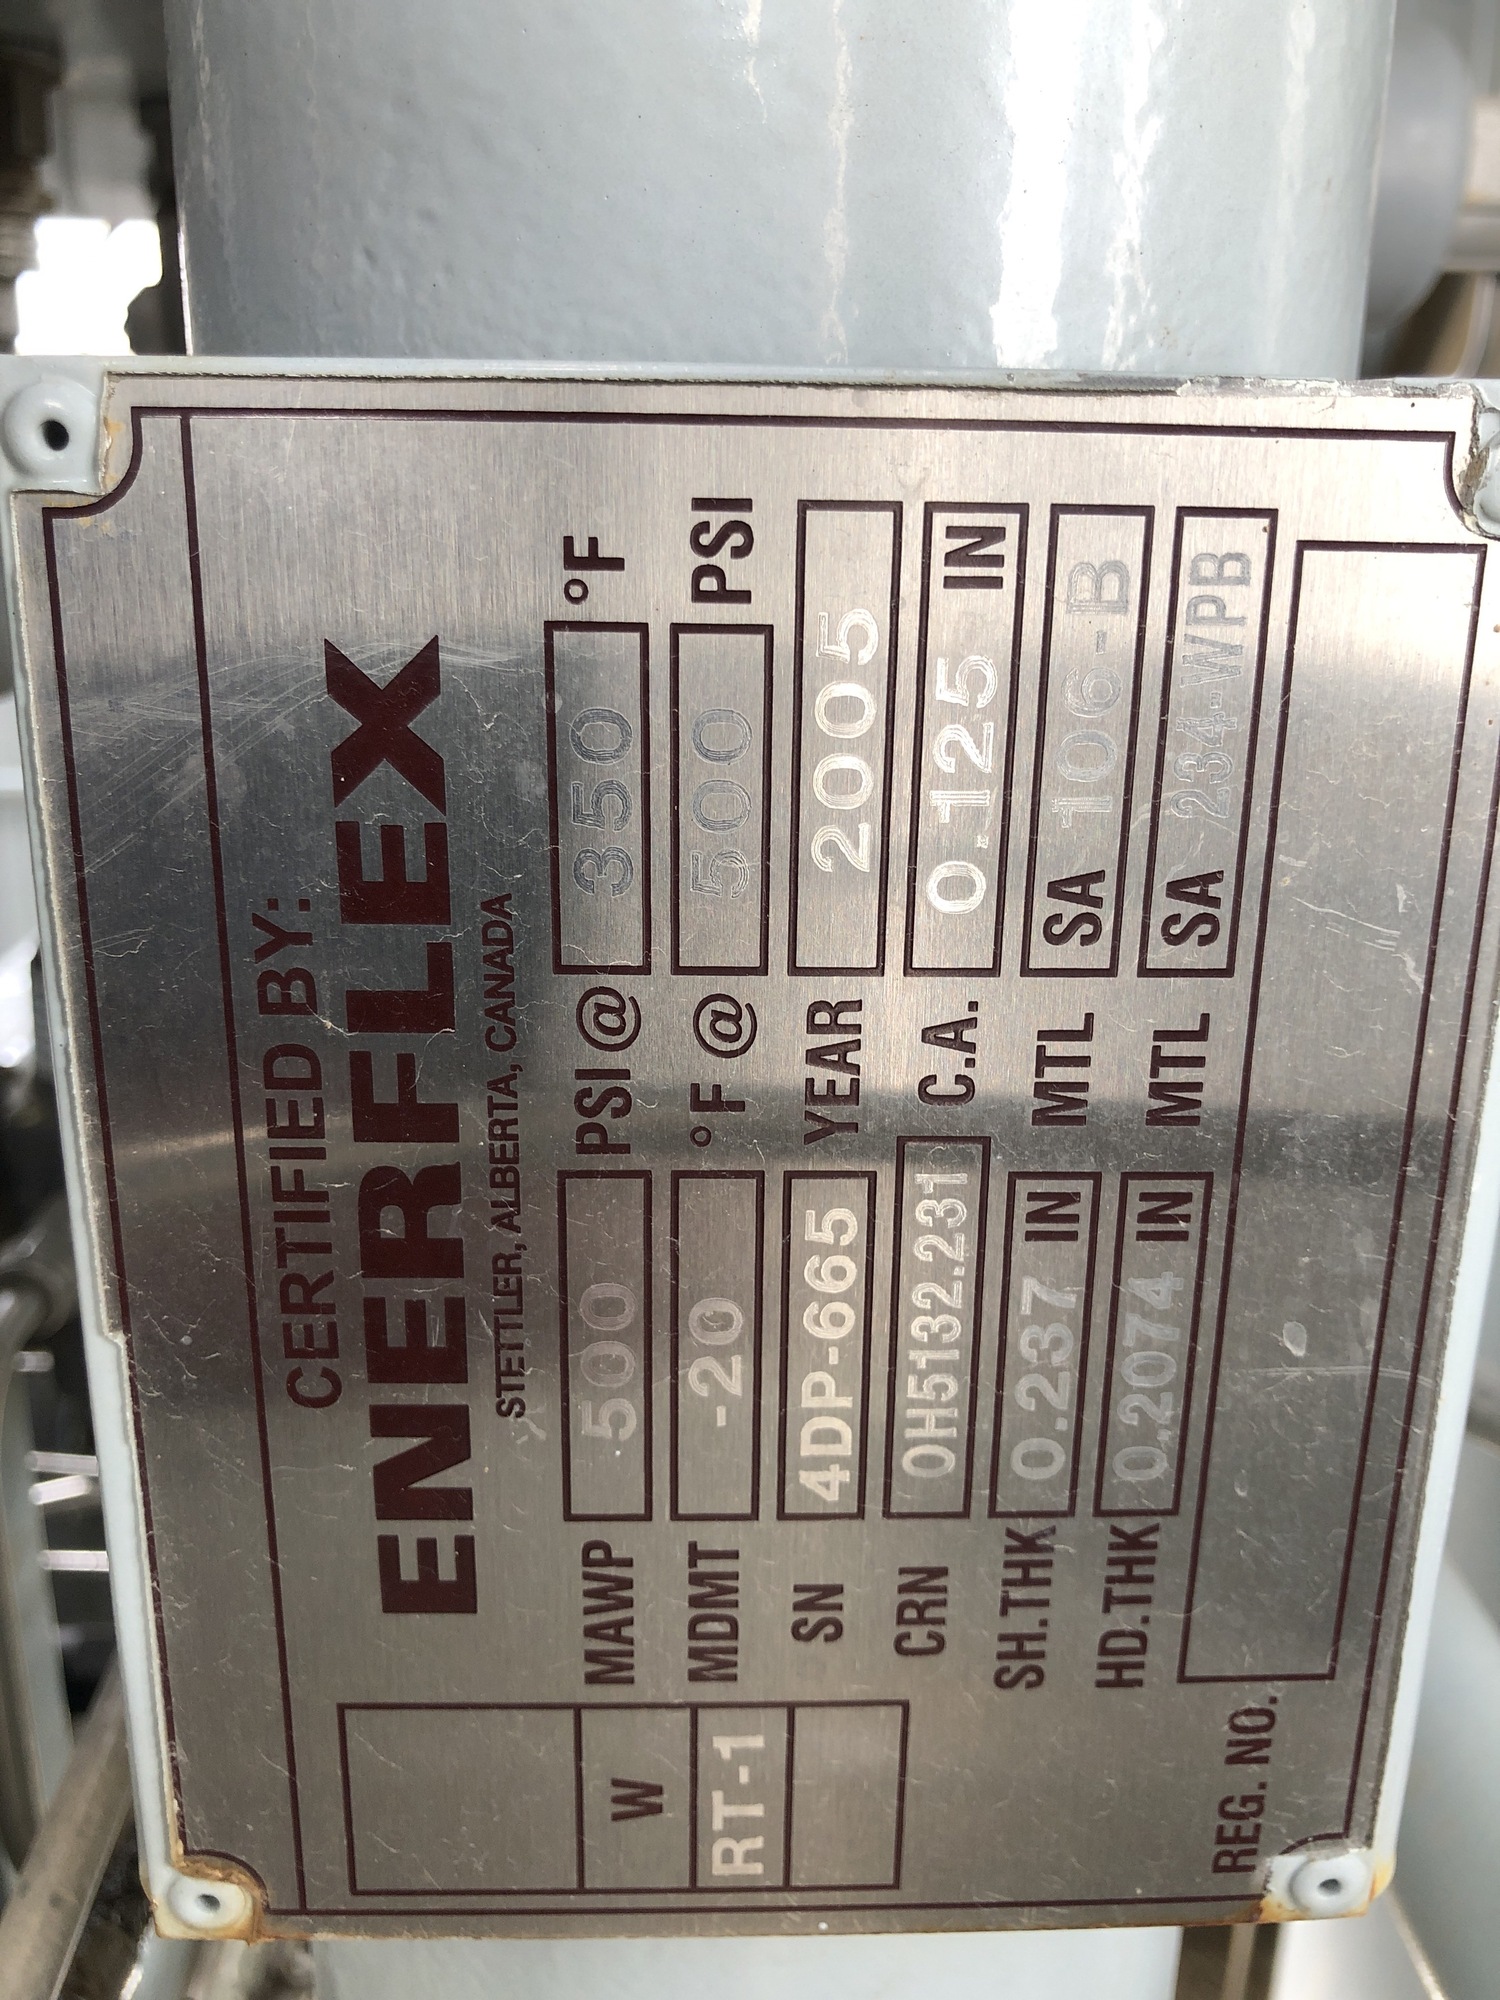 CERTIFIED BY:
ENERFLEX
STETTLER, ALBERTA, CANADA
W
RT-1
MAWP 500 PSI @ 350 °F
MDMT -20 °F @ 500 PSI
SN 4DP-665 YEAR 2005
CRN 0H5132.231 C.A. 0.125 IN
SH.THK 0.237 IN MTL SA 106-B
HD.THK 0.2074 IN MTL SA 234-WPB
REG. NO.